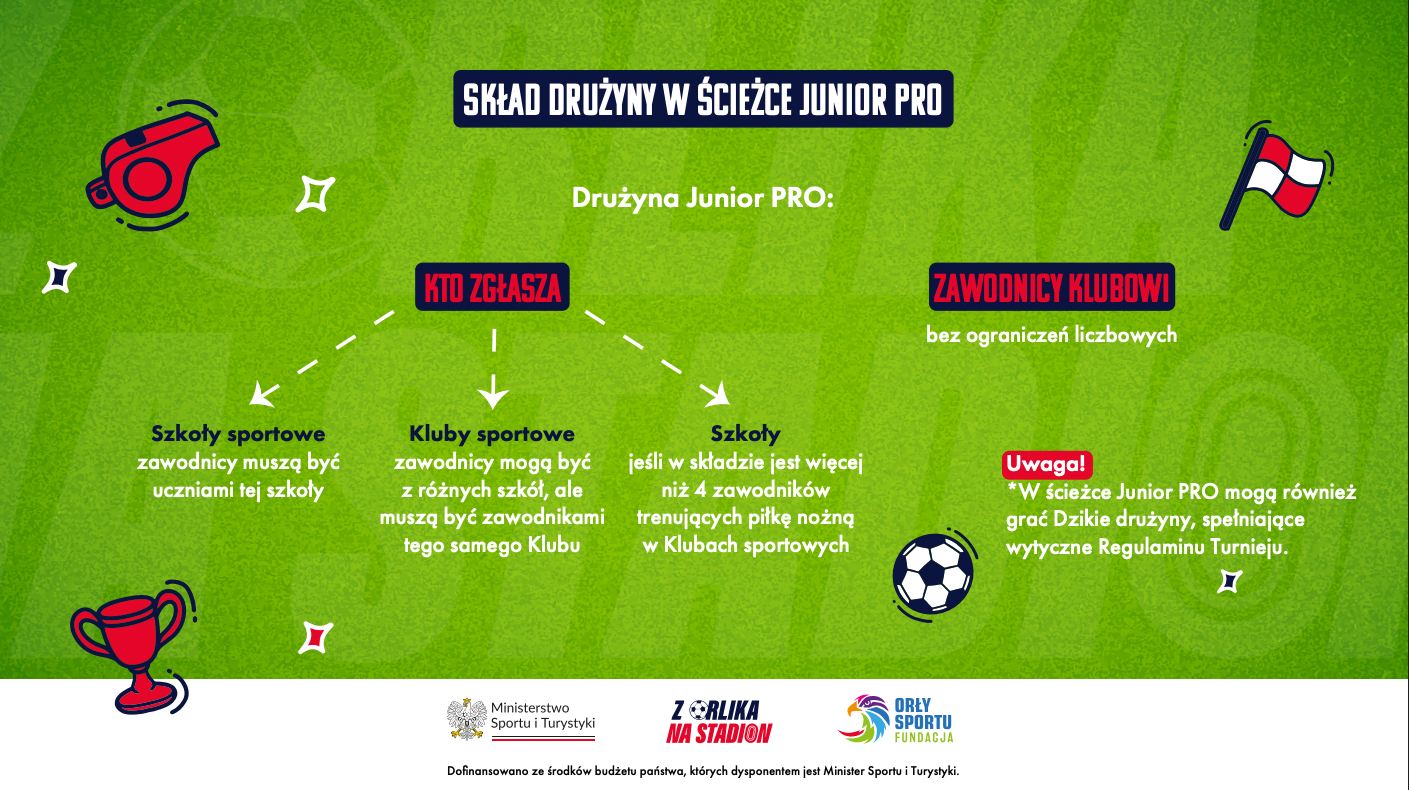 SKŁAD DRUŻYNY W ŚCIEŻCE JUNIOR PRO
Drużyna Junior PRO:
KTO ZGŁASZA
Szkoły sportowe
zawodnicy muszą być
uczniami tej szkoły
Kluby sportowe
zawodnicy mogą być
z różnych szkół, ale
muszą być zawodnikami
tego samego Klubu
Szkoły
jeśli w składzie jest więcej
niż 4 zawodników
trenujących piłkę nożną
w Klubach sportowych
ZAWODNICY KLUBOWI
bez ograniczeń liczbowych
Uwaga!
*W ścieżce Junior PRO mogą również
grać Dzikie drużyny, spełniające
wytyczne Regulaminu Turnieju.
Ministerstwo
Sportu i Turystyki
Z ORLIKA
NA STADION
ORŁY
SPORTU
FUNDACJA
Dofinansowano ze środków budżetu państwa, których dysponentem jest Minister Sportu i Turystyki.